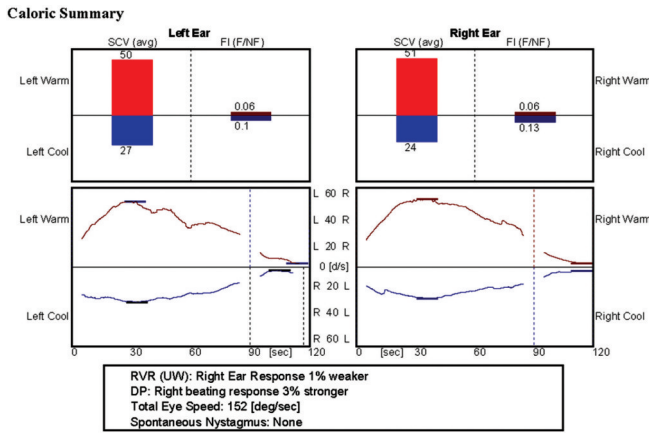 Caloric Summary
Left Ear
Right Ear
SCV (avg) FI (F/NF)
SCV (avg) FI (F/NF)
50
51
Left Warm
Right Warm
0.06
0.06
0.1
0.13
27
24
Left Cool
Right Cool
L 60 R
Left Warm
Right Warm
L 40 R
L 20 R
0 [d/s]
R 20 L
Left Cool
Right Cool
R 40 L
R 60 L
0 30 60 90 [sec] 120
0 [sec] 30 60 90 120
RVR (UW): Right Ear Response 1% weaker
DP: Right beating response 3% stronger
Total Eye Speed: 152 [deg/sec]
Spontaneous Nystagmus: None